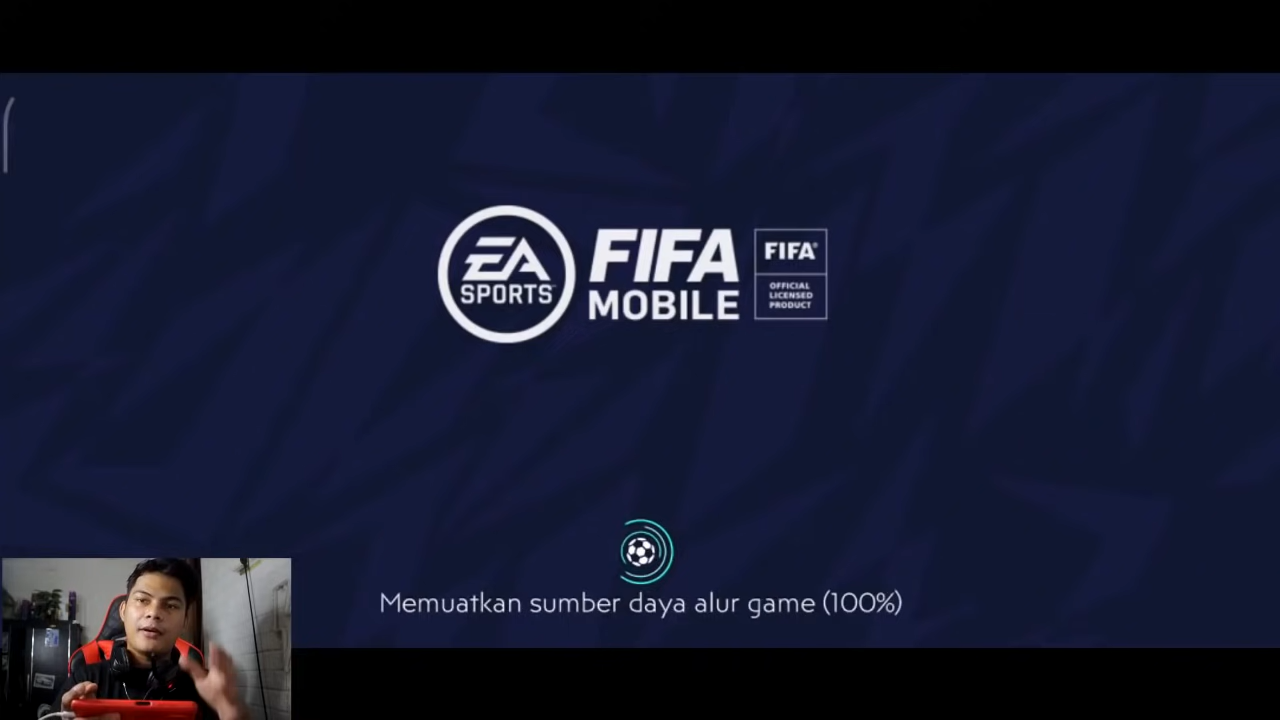 EA
SPORTS
FIFA
MOBILE
FIFA®
OFFICIAL
LICENSED
PRODUCT
Memuatkan sumber daya alur game (100%)